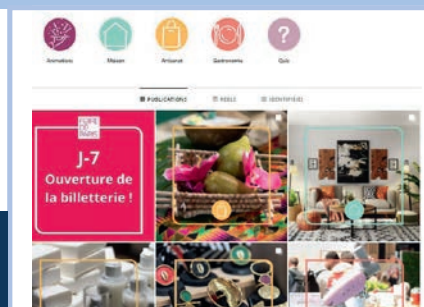 Animations
Maison
Artisanat
Gastronomie
Quiz
?
PUBLICATIONS
REELS
IDENTIFIÉ(E)
FOIRE
DE
PARIS
J-7
Ouverture de
la billetterie !